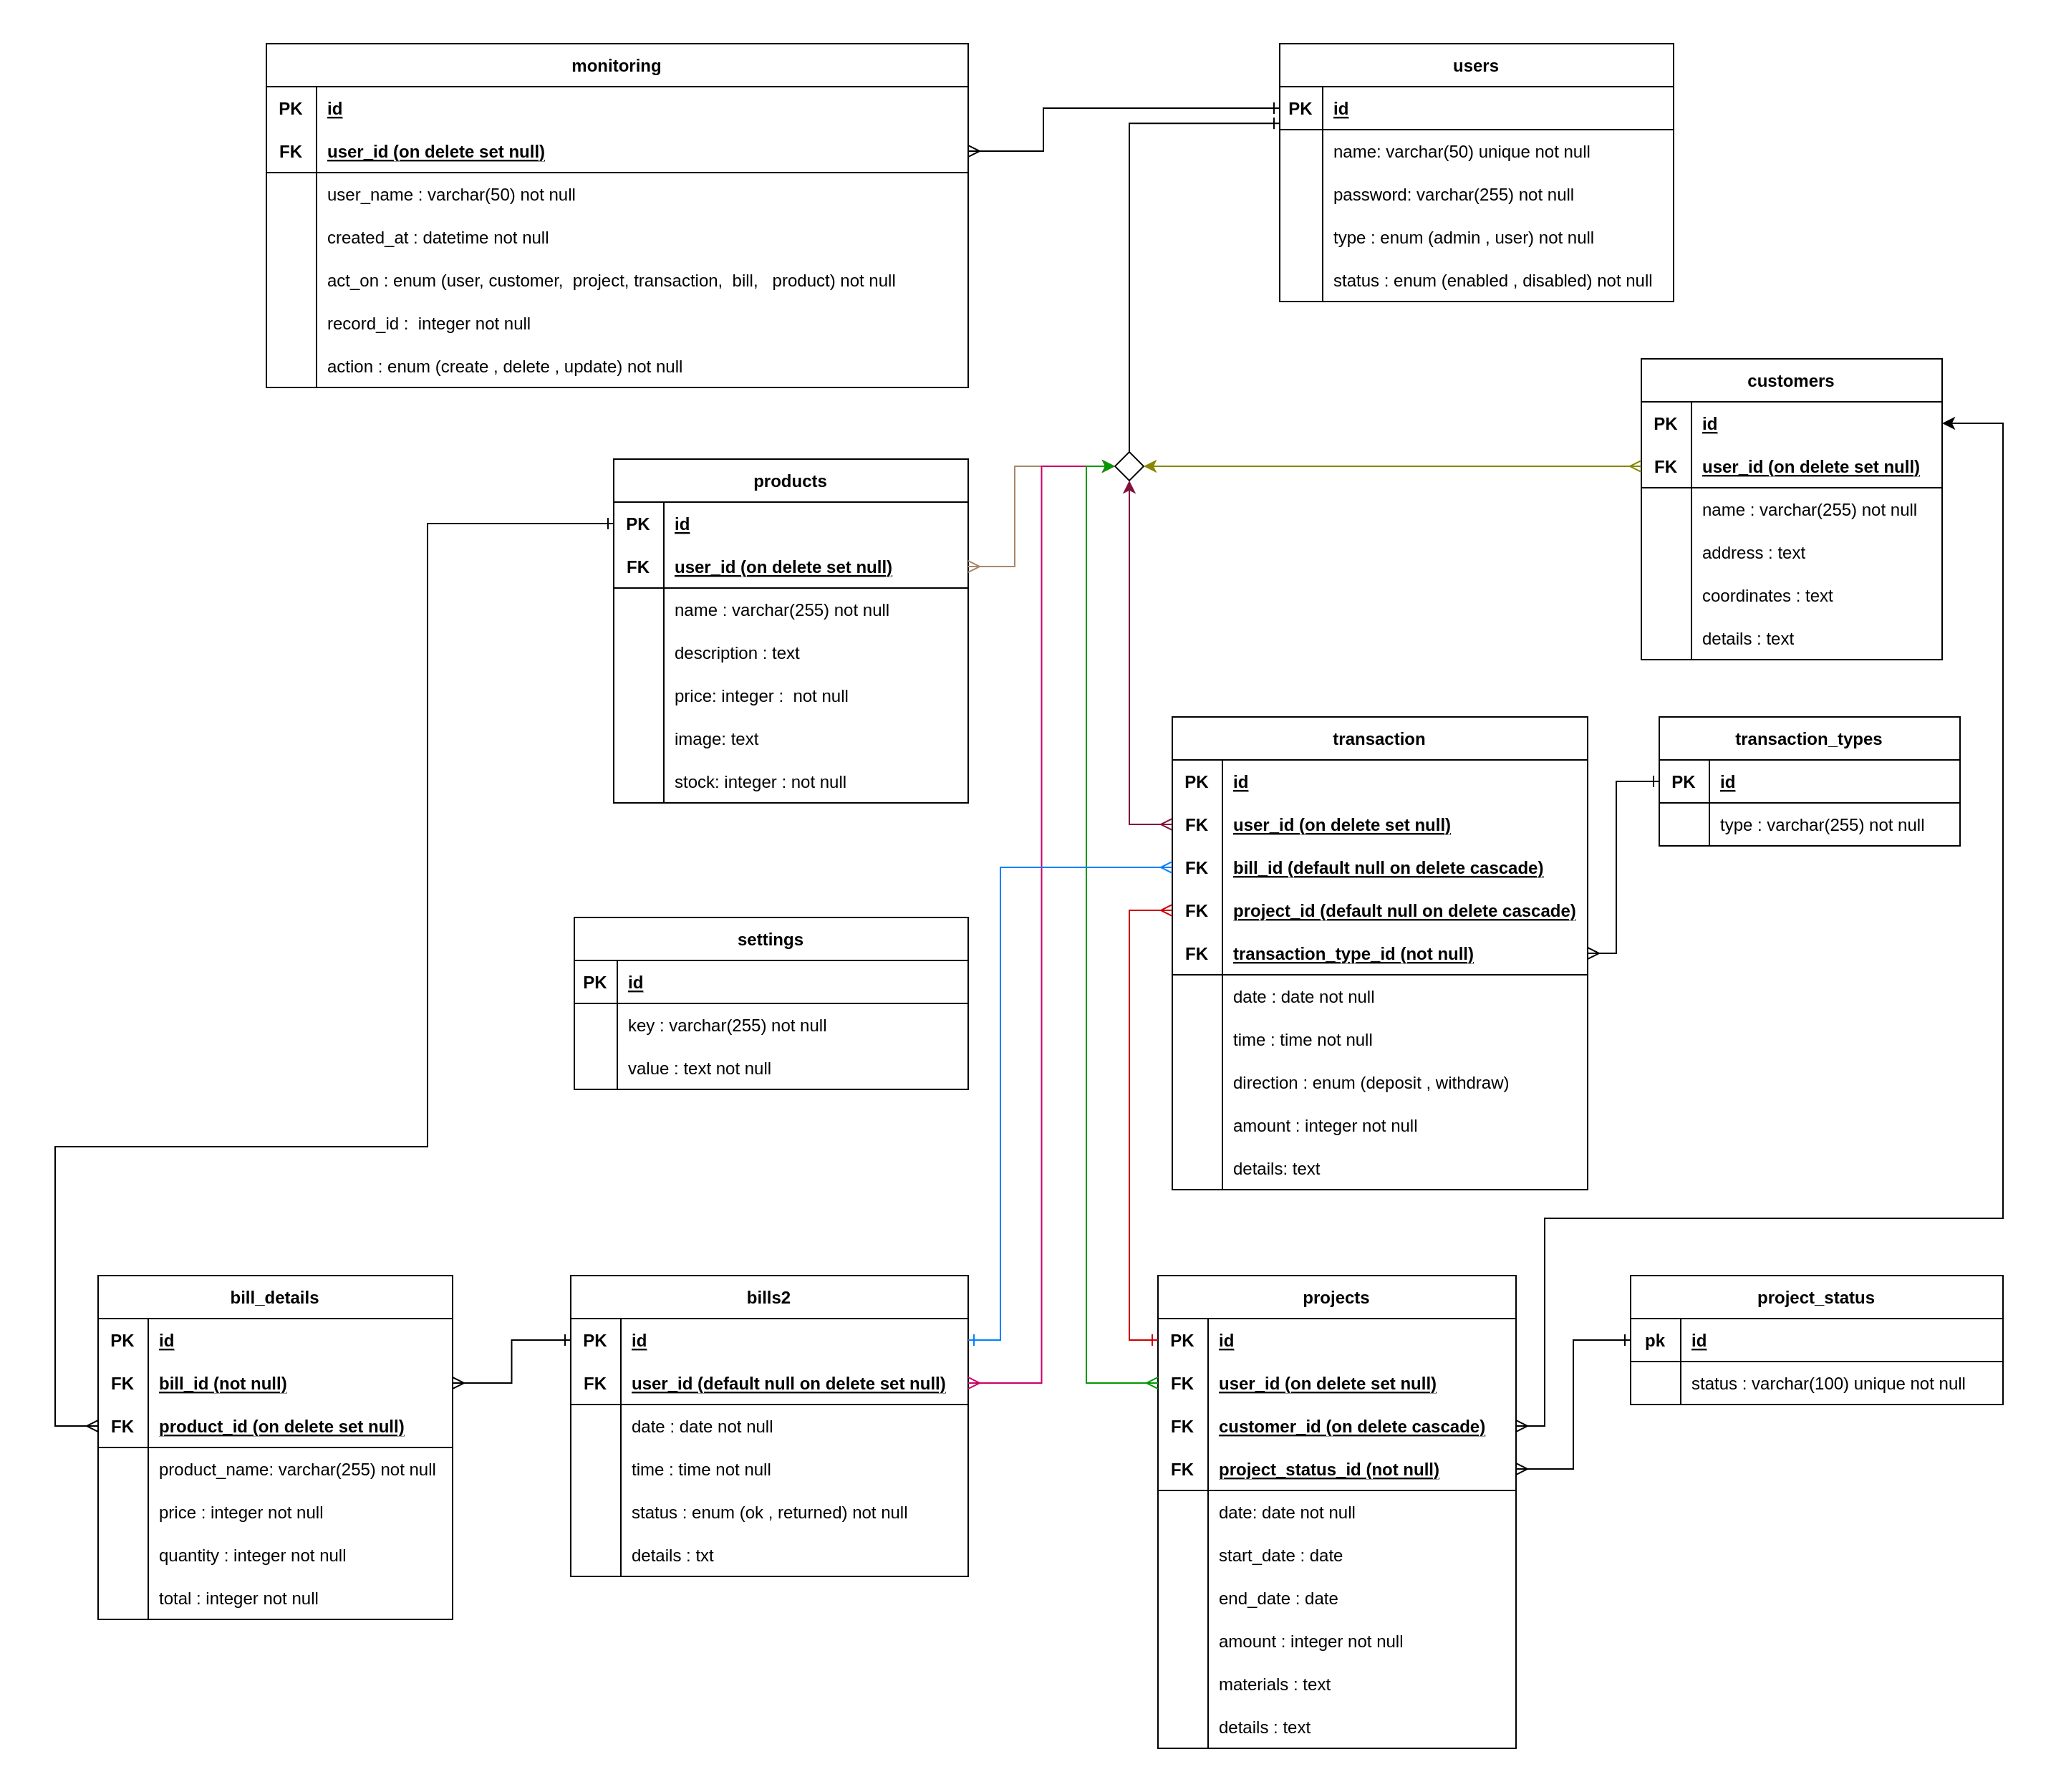 monitoring
PK id
FK user_id (on delete set null)
user_name : varchar(50) not null
created_at : datetime not null
act_on : enum (user, customer,  project, transaction,  bill,   product) not null
record_id :  integer not null
action : enum (create , delete , update) not null
users
PK id
name: varchar(50) unique not null
password: varchar(255) not null
type : enum (admin , user) not null
status : enum (enabled , disabled) not null
customers
PK id
FK user_id (on delete set null)
name : varchar(255) not null
address : text
coordinates : text
details : text
products
PK id
FK user_id (on delete set null)
name : varchar(255) not null
description : text
price: integer :  not null
image: text
stock: integer : not null
transaction
PK id
FK user_id (on delete set null)
FK bill_id (default null on delete cascade)
FK project_id (default null on delete cascade)
FK transaction_type_id (not null)
date : date not null
time : time not null
direction : enum (deposit , withdraw)
amount : integer not null
details: text
transaction_types
PK id
type : varchar(255) not null
settings
PK id
key : varchar(255) not null
value : text not null
bill_details
PK id
FK bill_id (not null)
FK product_id (on delete set null)
product_name: varchar(255) not null
price : integer not null
quantity : integer not null
total : integer not null
bills2
PK id
FK user_id (default null on delete set null)
date : date not null
time : time not null
status : enum (ok , returned) not null
details : txt
projects
PK id
FK user_id (on delete set null)
FK customer_id (on delete cascade)
FK project_status_id (not null)
date: date not null
start_date : date
end_date : date
amount : integer not null
materials : text
details : text
project_status
pk id
status : varchar(100) unique not null